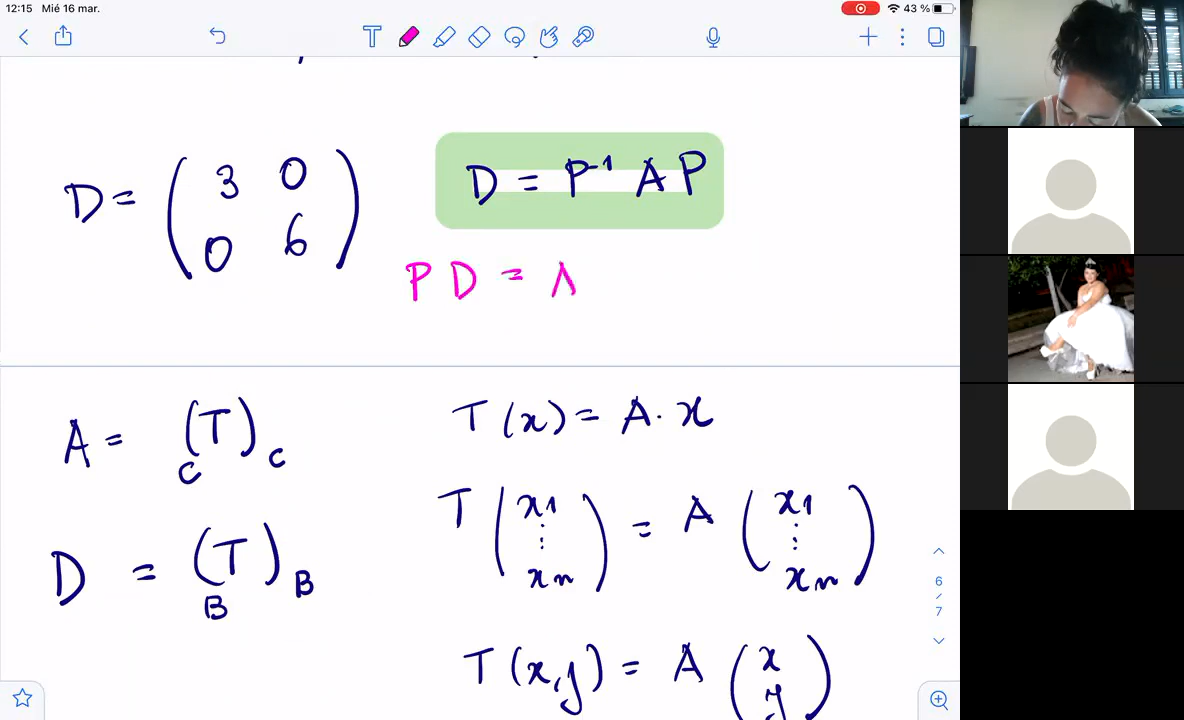 12:15 Mié 16 mar. 43 %
D = ( 3 0
0 6 )
D = P⁻¹ A P
P D = A
A = C(T)C
T(x) = A · x
T ( x1 ⋮ xn ) = A ( x1 ⋮ xn )
D = B(T)B
T(x,y) = A ( x
y )
6
/
7